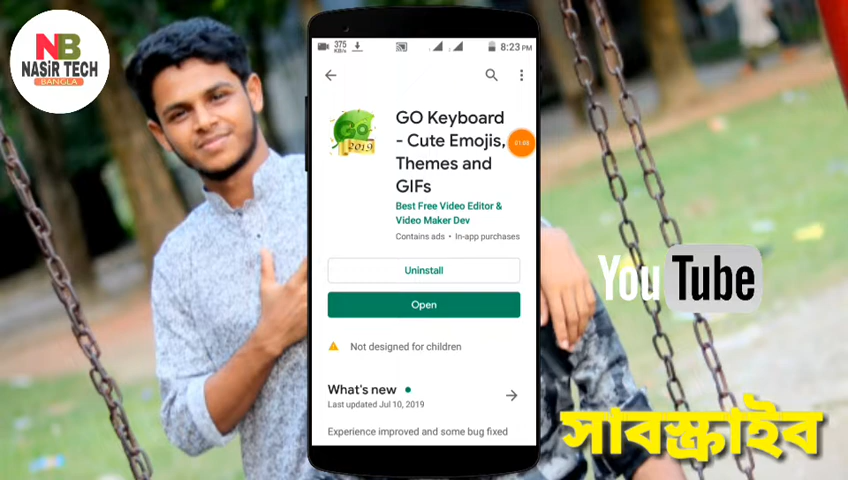 NB
NASiR TECH
BANGLA
375
KB/s
8:23 PM
GO Keyboard
- Cute Emojis,
Themes and
GIFs
GO
2019
01:08
Best Free Video Editor &
Video Maker Dev
Contains ads • In-app purchases
Uninstall
Open
Not designed for children
What's new
Last updated Jul 10, 2019
Experience improved and some bug fixed
YouTube
সাবস্ক্রাইব